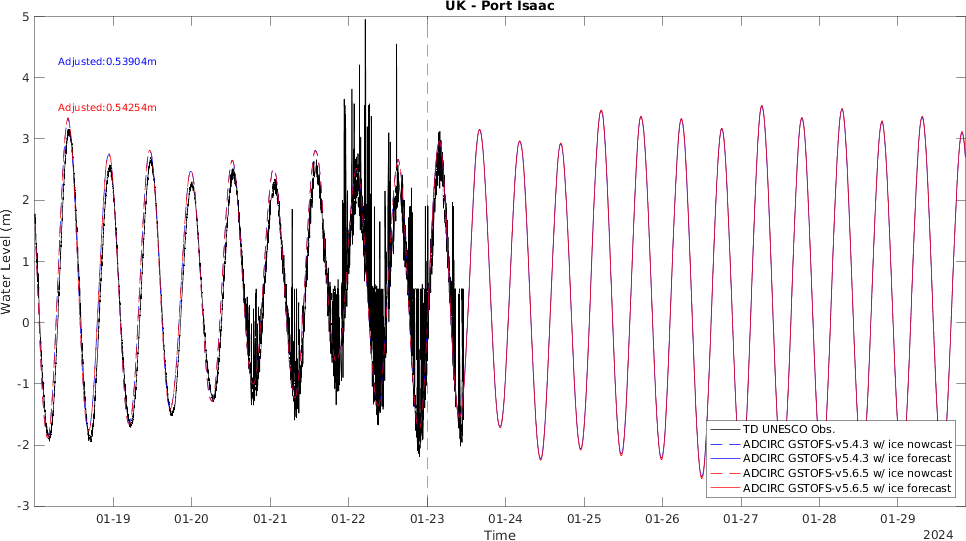 UK - Port Isaac
5
4
3
2
1
0
-1
-2
-3
Water Level (m)
Adjusted:0.53904m
Adjusted:0.54254m
TD UNESCO Obs.
ADCIRC GSTOFS-v5.4.3 w/ ice nowcast
ADCIRC GSTOFS-v5.4.3 w/ ice forecast
ADCIRC GSTOFS-v5.6.5 w/ ice nowcast
ADCIRC GSTOFS-v5.6.5 w/ ice forecast
01-19 01-20 01-21 01-22 01-23 01-24 01-25 01-26 01-27 01-28 01-29
Time
2024